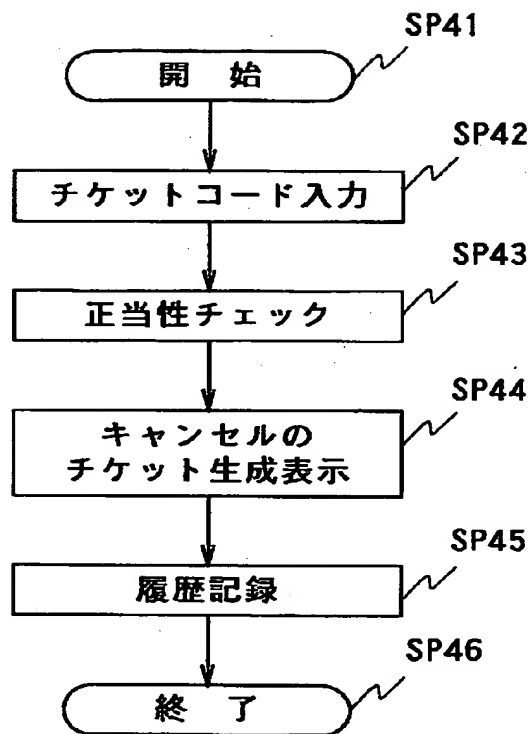 SP41
開 始
SP42
チケットコード入力
SP43
正当性チェック
SP44
キャンセルの
チケット生成表示
SP45
履歴記録
SP46
終 了